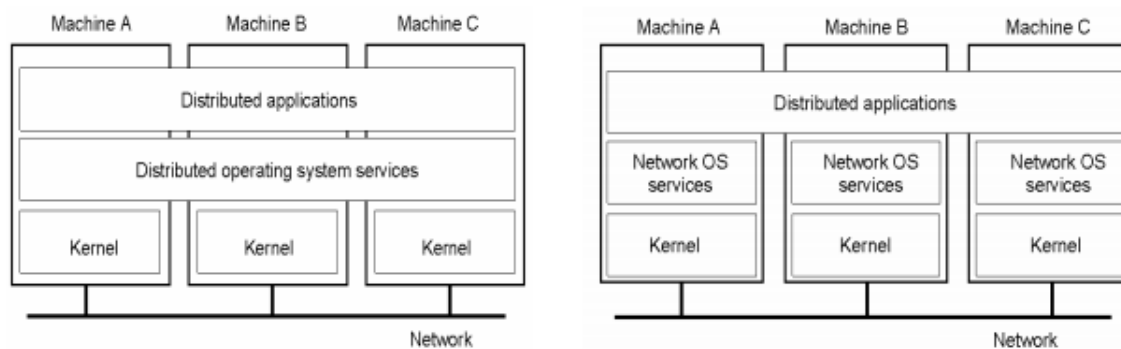 Machine A Machine B Machine C
Distributed applications
Distributed operating system services
Kernel Kernel Kernel
Network
Machine A Machine B Machine C
Distributed applications
Network OS services Network OS services Network OS services
Kernel Kernel Kernel
Network